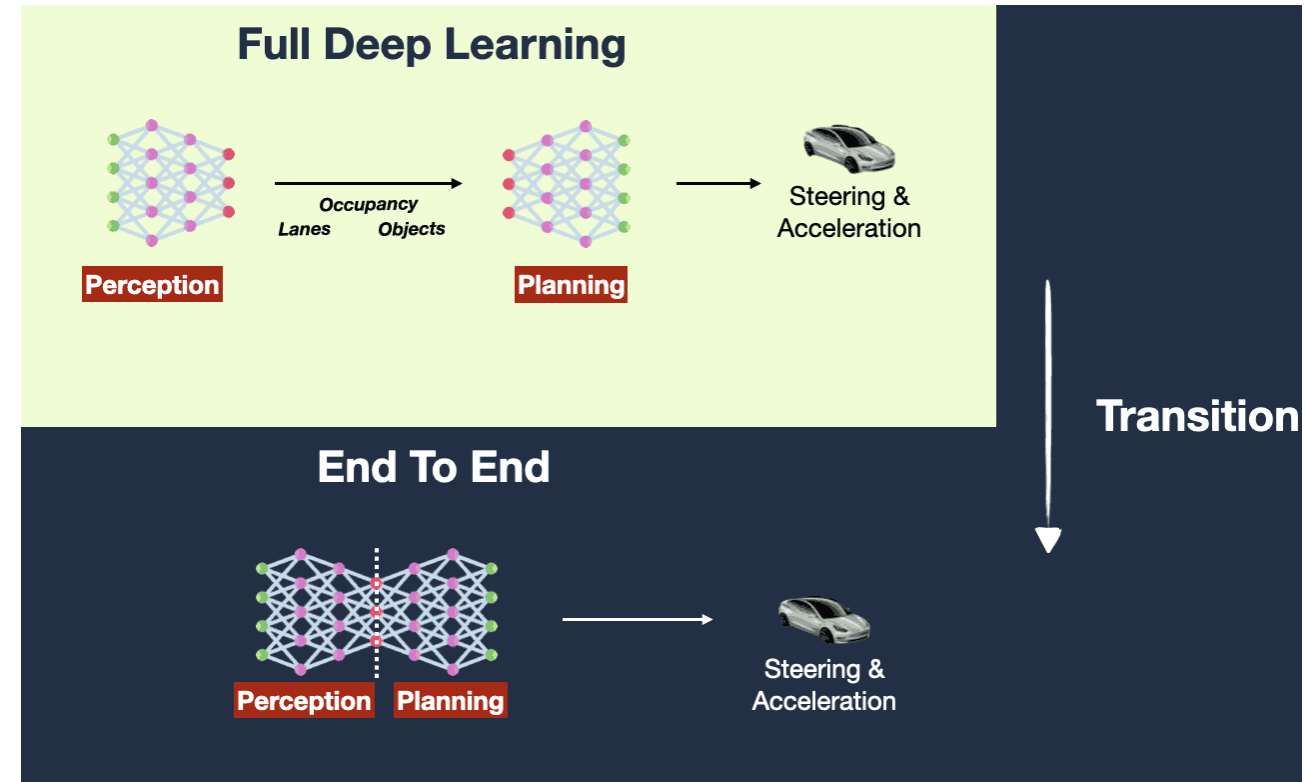 Full Deep Learning
Occupancy
Lanes Objects
Steering &
Acceleration
Perception
Planning
Transition
End To End
Steering &
Acceleration
Perception
Planning